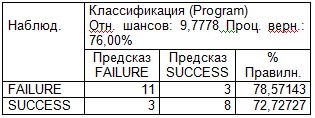 Классификация (Program)
Наблюд. Отн. шансов: 9,7778 Проц. верн.:
76,00%
Предсказ Предсказ %
FAILURE SUCCESS Правилн.
FAILURE 11 3 78,57143
SUCCESS 3 8 72,72727